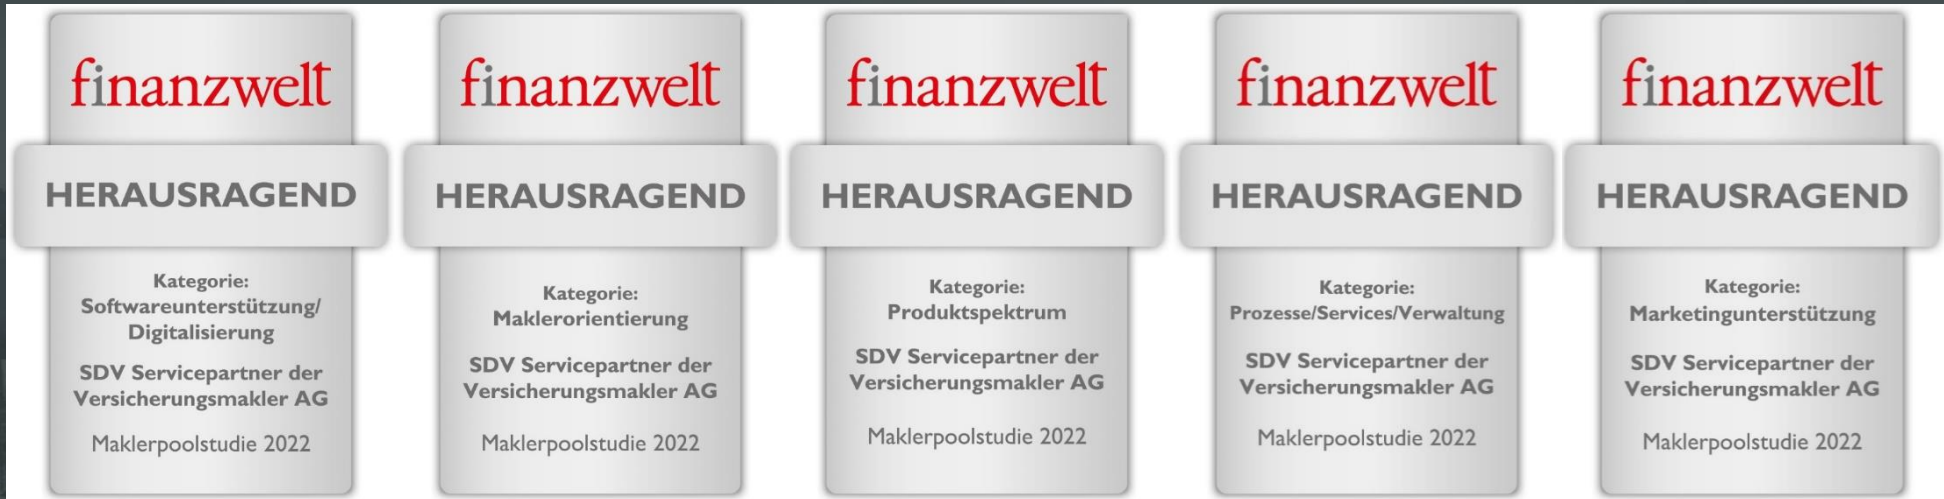 finanzwelt
HERAUSRAGEND
Kategorie:
Softwareunterstützung/
Digitalisierung
SDV Servicepartner der
Versicherungsmakler AG
Maklerpoolstudie 2022
finanzwelt
HERAUSRAGEND
Kategorie:
Maklerorientierung
SDV Servicepartner der
Versicherungsmakler AG
Maklerpoolstudie 2022
finanzwelt
HERAUSRAGEND
Kategorie:
Produktspektrum
SDV Servicepartner der
Versicherungsmakler AG
Maklerpoolstudie 2022
finanzwelt
HERAUSRAGEND
Kategorie:
Prozesse/Services/Verwaltung
SDV Servicepartner der
Versicherungsmakler AG
Maklerpoolstudie 2022
finanzwelt
HERAUSRAGEND
Kategorie:
Marketingunterstützung
SDV Servicepartner der
Versicherungsmakler AG
Maklerpoolstudie 2022